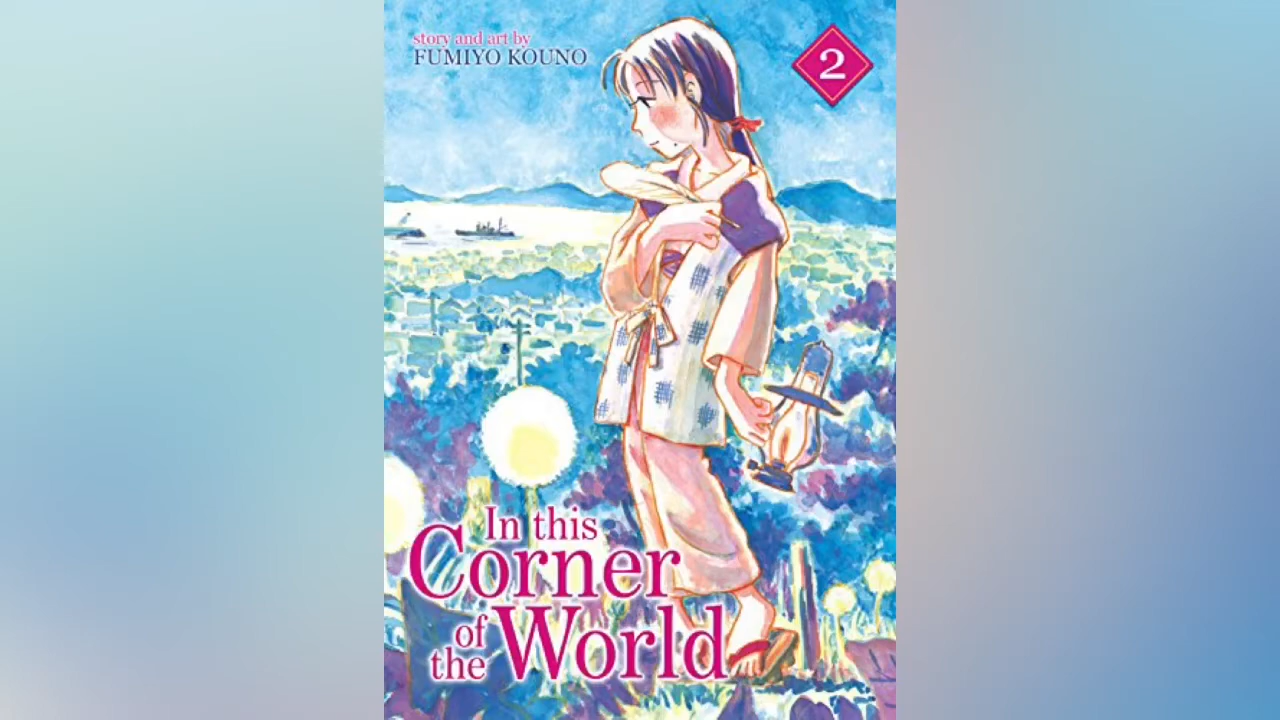 story and art by
FUMIYO KOUNO
2
In this
Corner
of the World